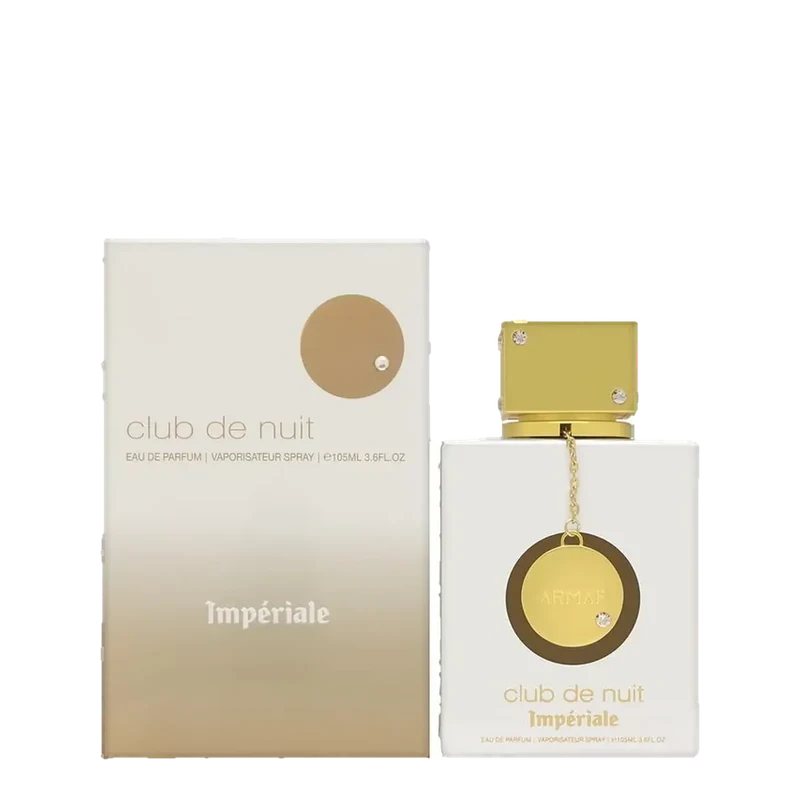 club de nuit
EAU DE PARFUM | VAPORISATEUR SPRAY | ℮105ML 3.6FL.OZ
Impériale
ARMAF
club de nuit
Impériale
EAU DE PARFUM | VAPORISATEUR SPRAY | ℮105ML 3.6FL.OZ